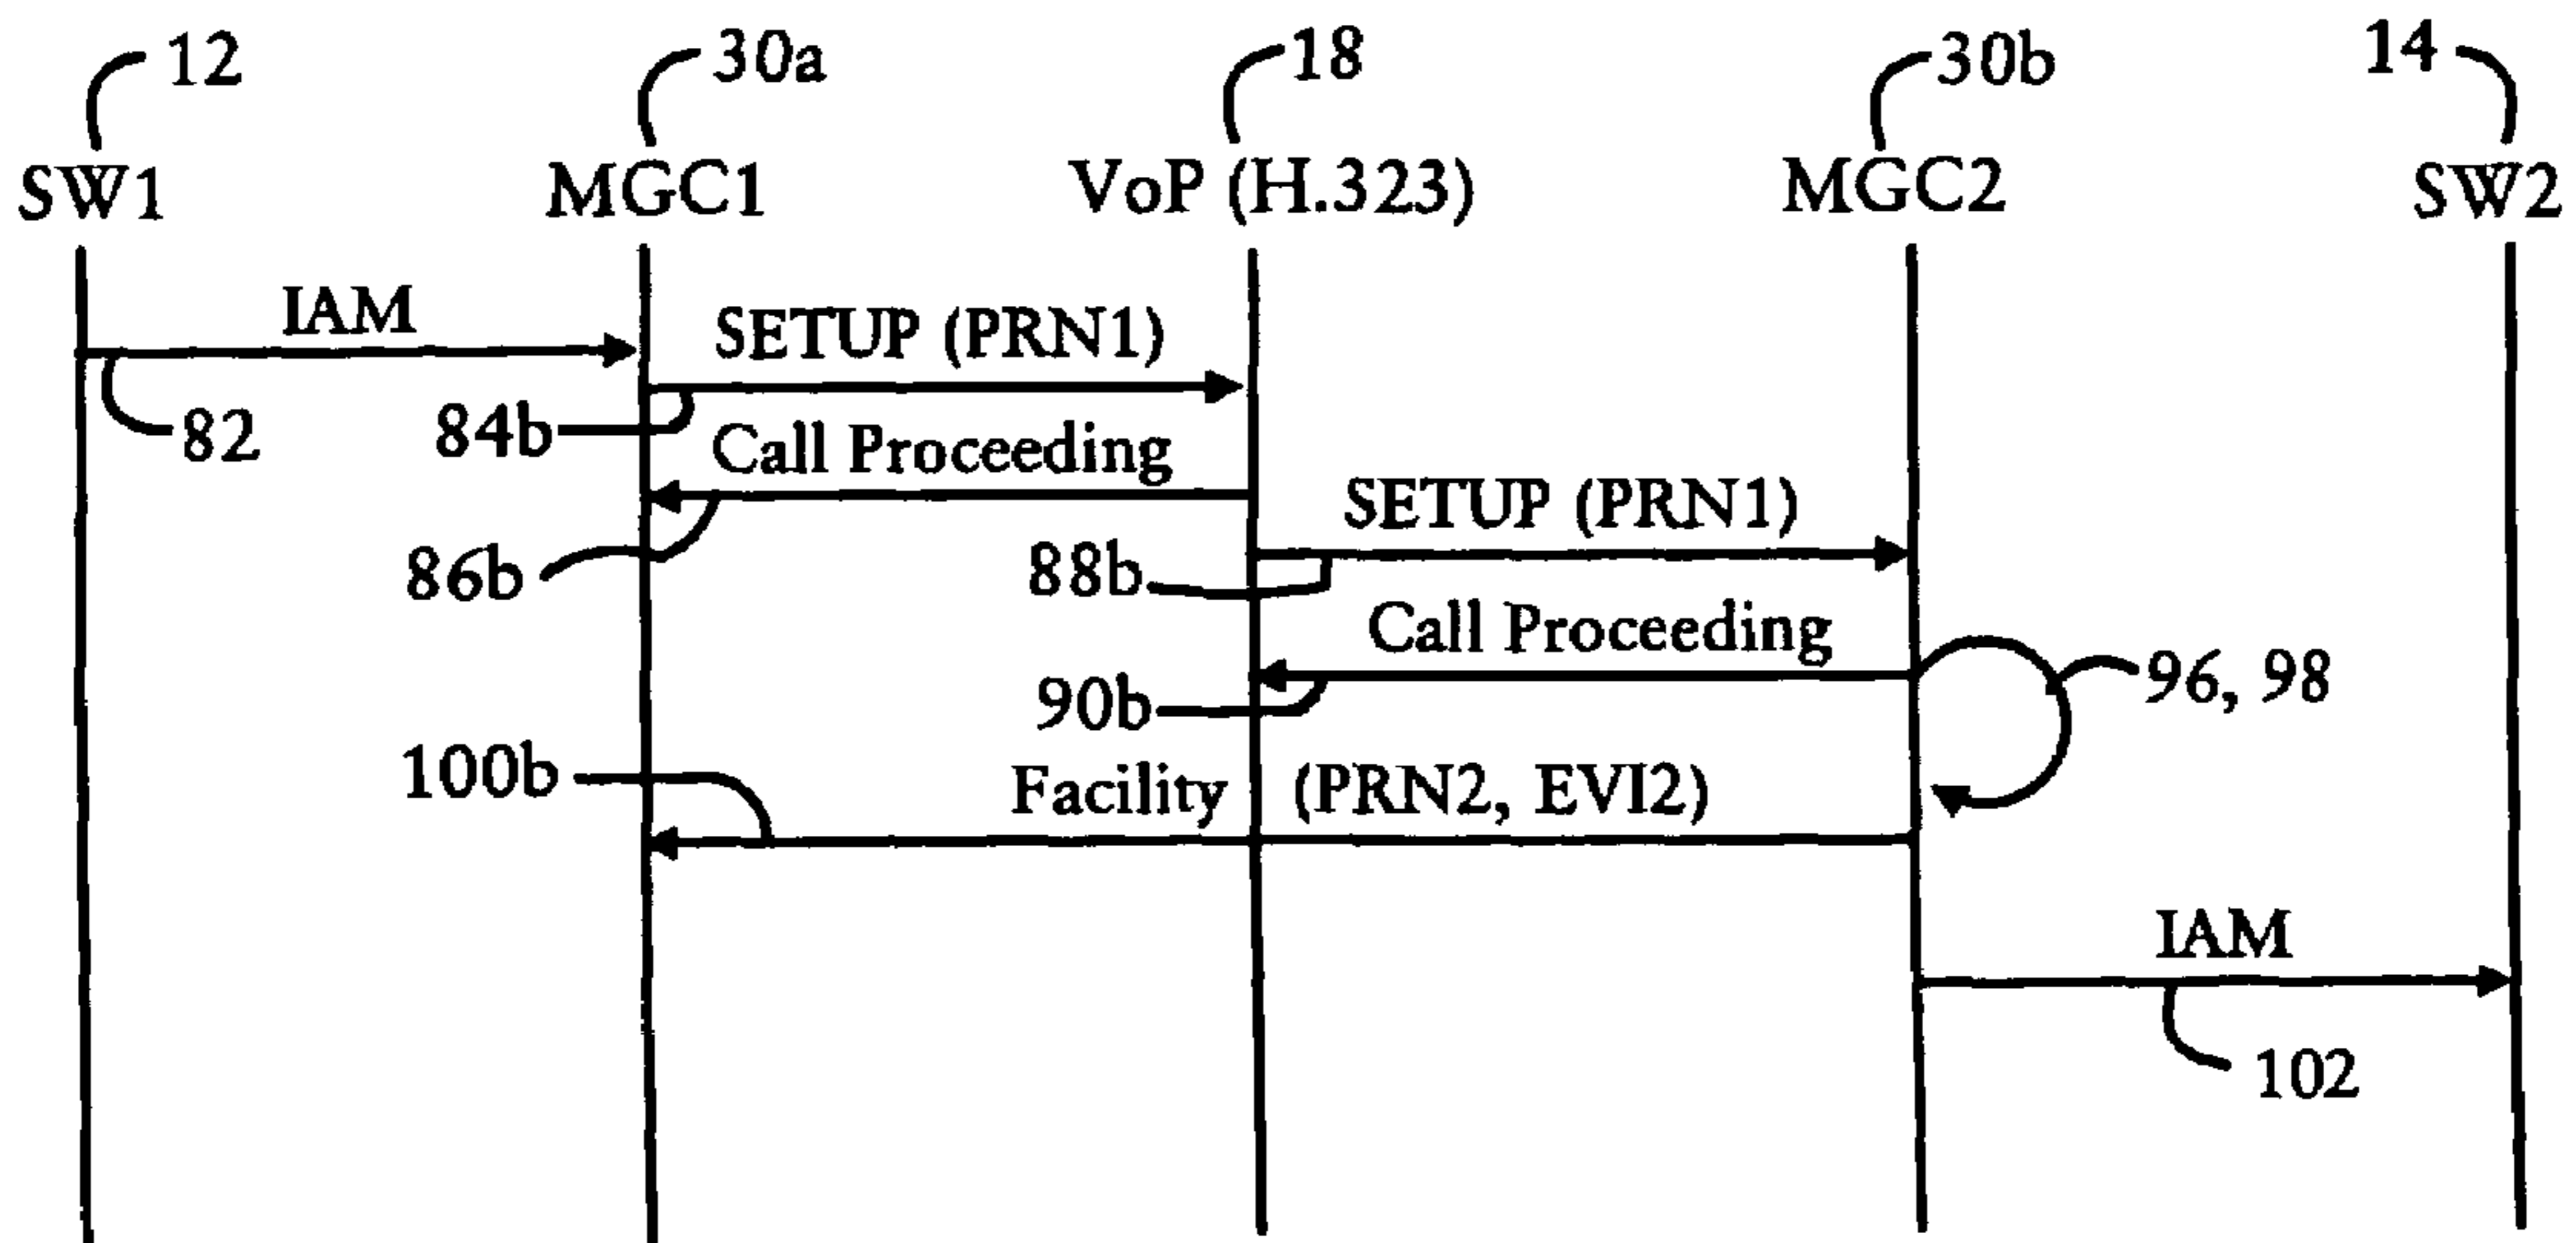 12 30a 18 30b 14
SW1 MGC1 VoP (H.323) MGC2 SW2
IAM
SETUP (PRN1)
82
84b
Call Proceeding
SETUP (PRN1)
86b
88b
Call Proceeding
96, 98
90b
100b
Facility (PRN2, EVI2)
IAM
102